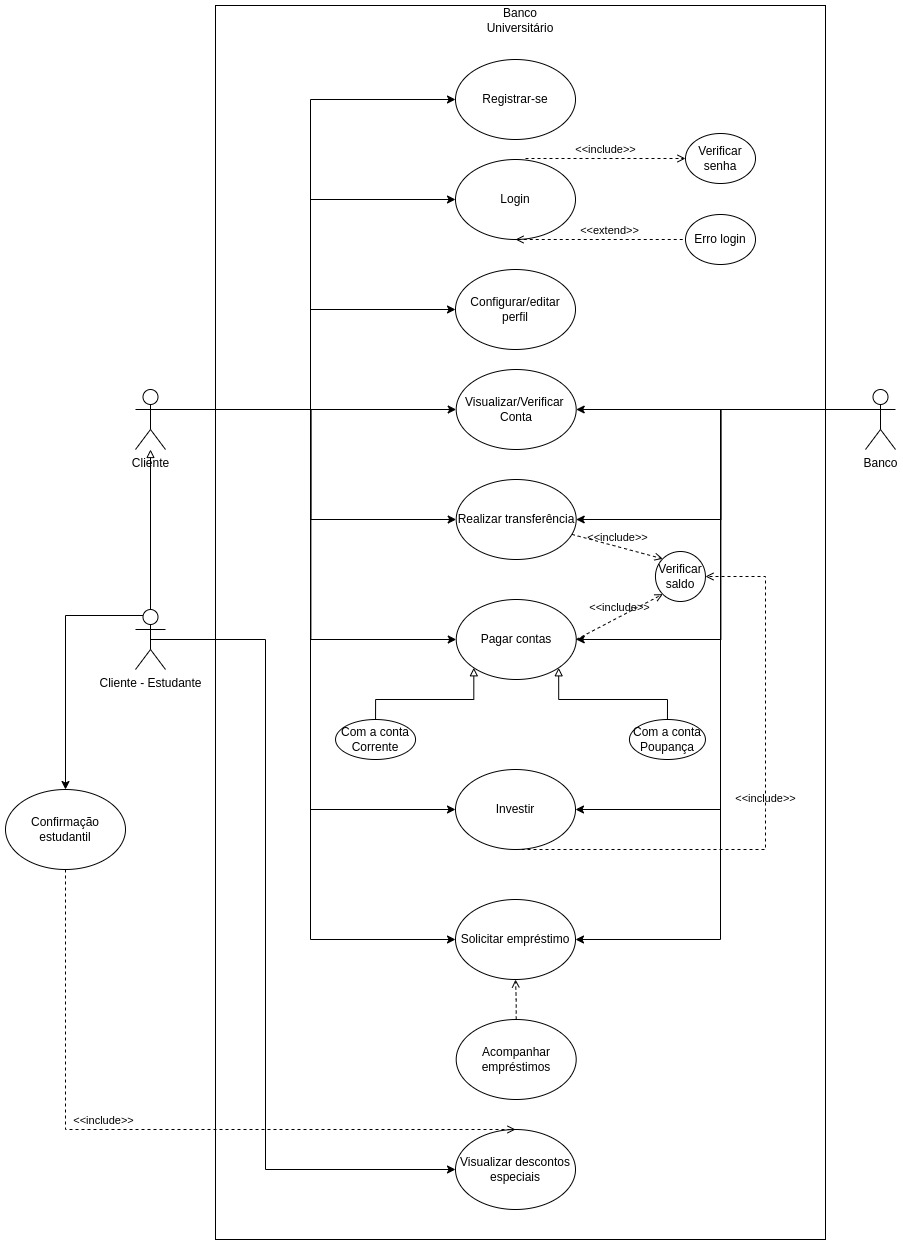 Banco
Universitário
Registrar-se
<<include>>
Verificar
senha
Login
<<extend>>
Erro login
Configurar/editar
perfil
Visualizar/Verificar
Conta
Cliente
Banco
Realizar transferência
<<include>>
Verificar
saldo
<<include>>
Pagar contas
Cliente - Estudante
Com a conta
Corrente
Com a conta
Poupança
<<include>>
Investir
Confirmação
estudantil
Solicitar empréstimo
Acompanhar
empréstimos
<<include>>
Visualizar descontos
especiais